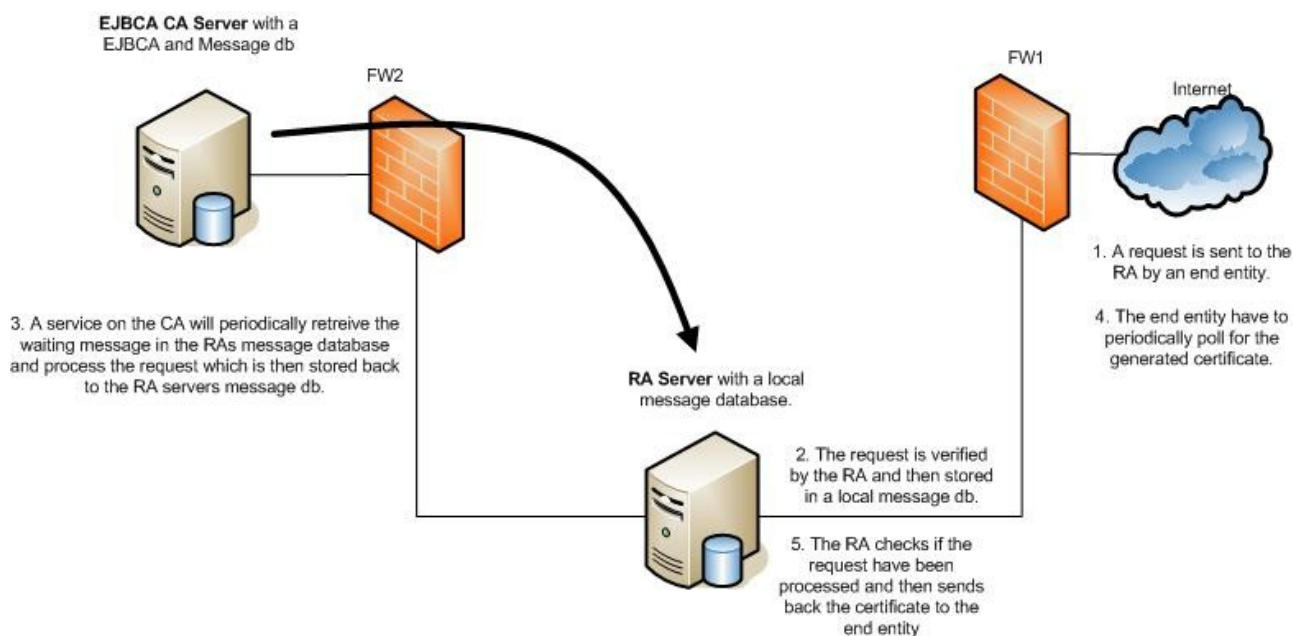 EJBCA CA Server with a
EJBCA and Message db
FW2
FW1
Internet
1. A request is sent to the
RA by an end entity.
4. The end entity have to
periodically poll for the
generated certificate.
3. A service on the CA will periodically retreive the
waiting message in the RAs message database
and process the request which is then stored back
to the RA servers message db.
RA Server with a local
message database.
2. The request is verified
by the RA and then stored
in a local message db.
5. The RA checks if the
request have been
processed and then sends
back the certificate to the
end entity